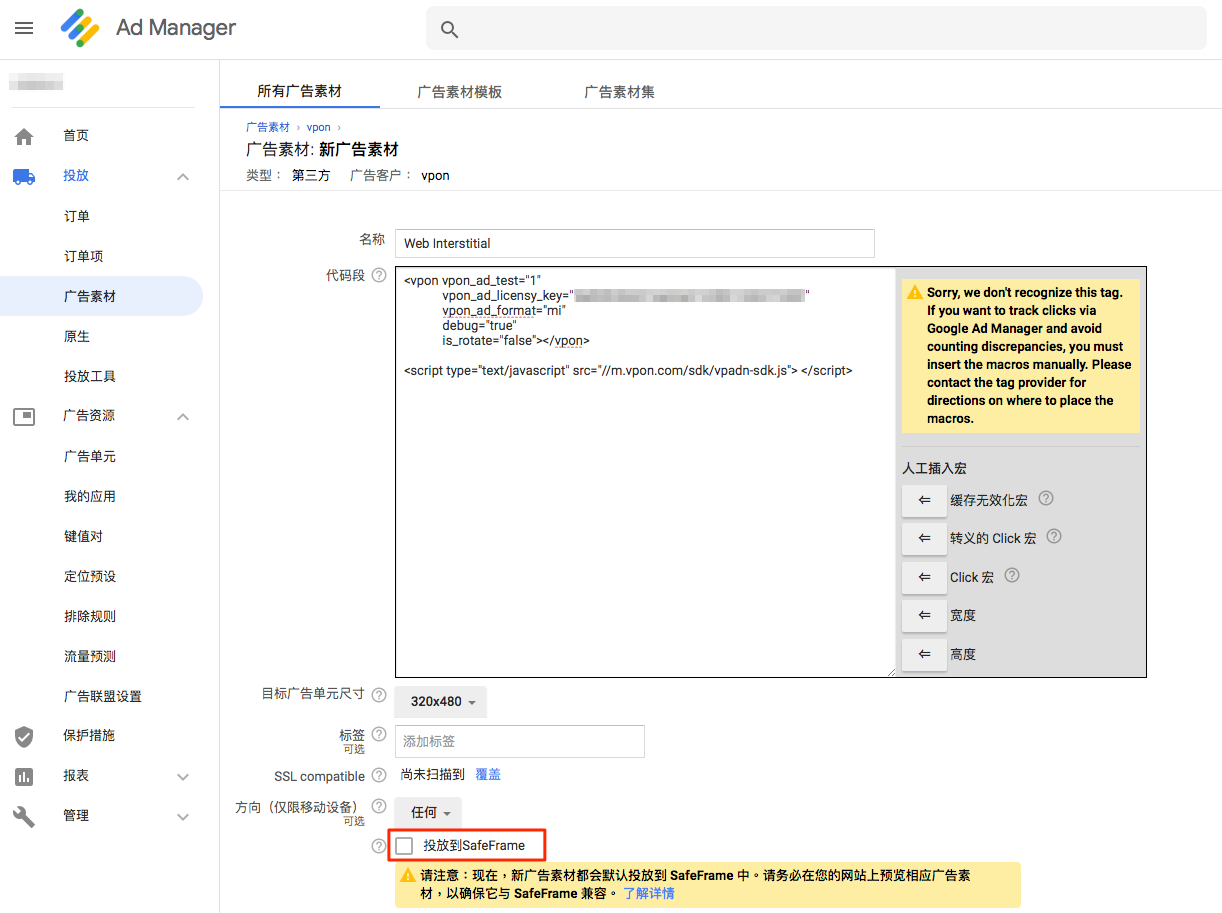 Ad Manager
首页
投放
订单
订单项
广告素材
原生
投放工具
广告资源
广告单元
我的应用
键值对
定位预设
排除规则
流量预测
广告联盟设置
保护措施
报表
管理
所有广告素材 广告素材模板 广告素材集
广告素材 › vpon ›
广告素材: 新广告素材
类型： 第三方 广告客户： vpon
名称 Web Interstitial
代码段 ?
<vpon vpon_ad_test="1"
vpon_ad_licensy_key=" "
vpon_ad_format="mi"
debug="true"
is_rotate="false"></vpon>
<script type="text/javascript" src="//m.vpon.com/sdk/vpadn-sdk.js"> </script>
Sorry, we don't recognize this tag.
If you want to track clicks via
Google Ad Manager and avoid
counting discrepancies, you must
insert the macros manually. Please
contact the tag provider for
directions on where to place the
macros.
人工插入宏
⇐ 缓存无效化宏 ?
⇐ 转义的 Click 宏 ?
⇐ Click 宏 ?
⇐ 宽度
⇐ 高度
目标广告单元尺寸 ? 320x480
标签 ? 添加标签
可选
SSL compatible ? 尚未扫描到 覆盖
方向（仅限移动设备） ? 任何
可选
? 投放到SafeFrame
请注意：现在，新广告素材都会默认投放到 SafeFrame 中。请务必在您的网站上预览相应广告素
材，以确保它与 SafeFrame 兼容。 了解详情